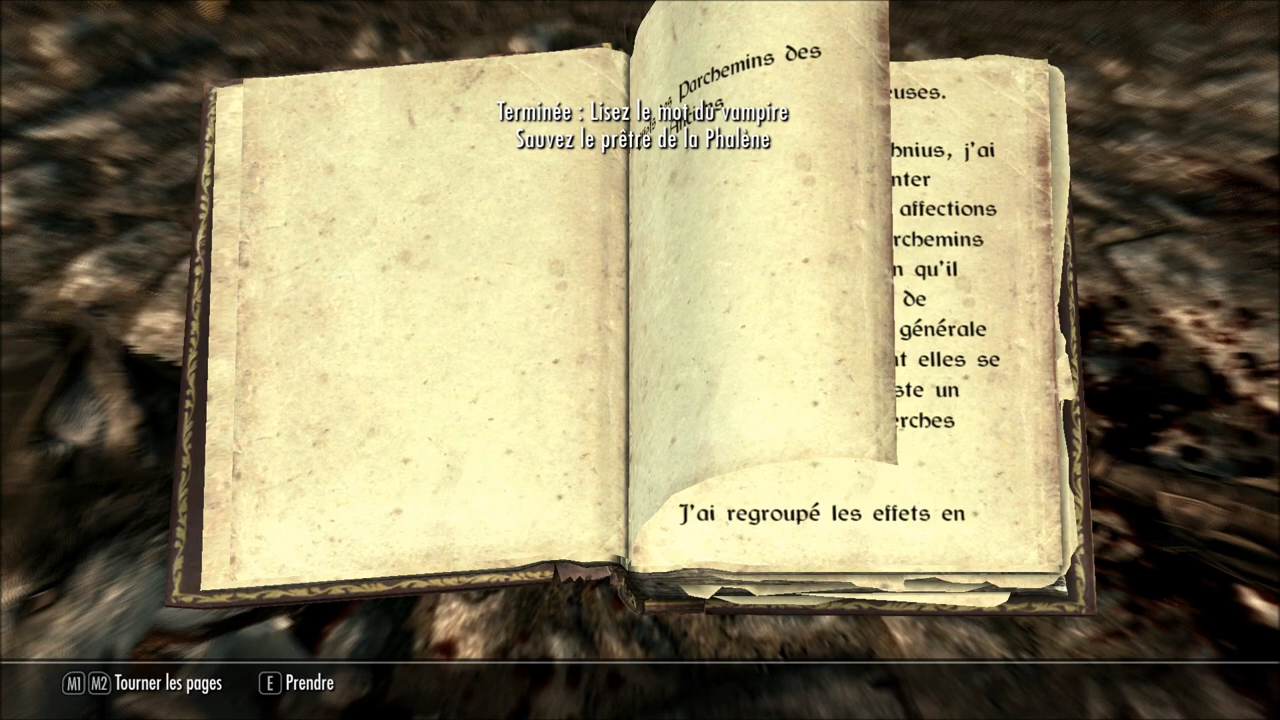 Parchemins des
Terminée : Lisez le mot du vampire
Sauvez le prêtre de la Phalène
euses.
hnius, j'ai
nter
affections
rchemins
n qu'il
de
générale
nt elles se
ste un
erches
J'ai regroupé les effets en
M1 M2 Tourner les pages
E Prendre